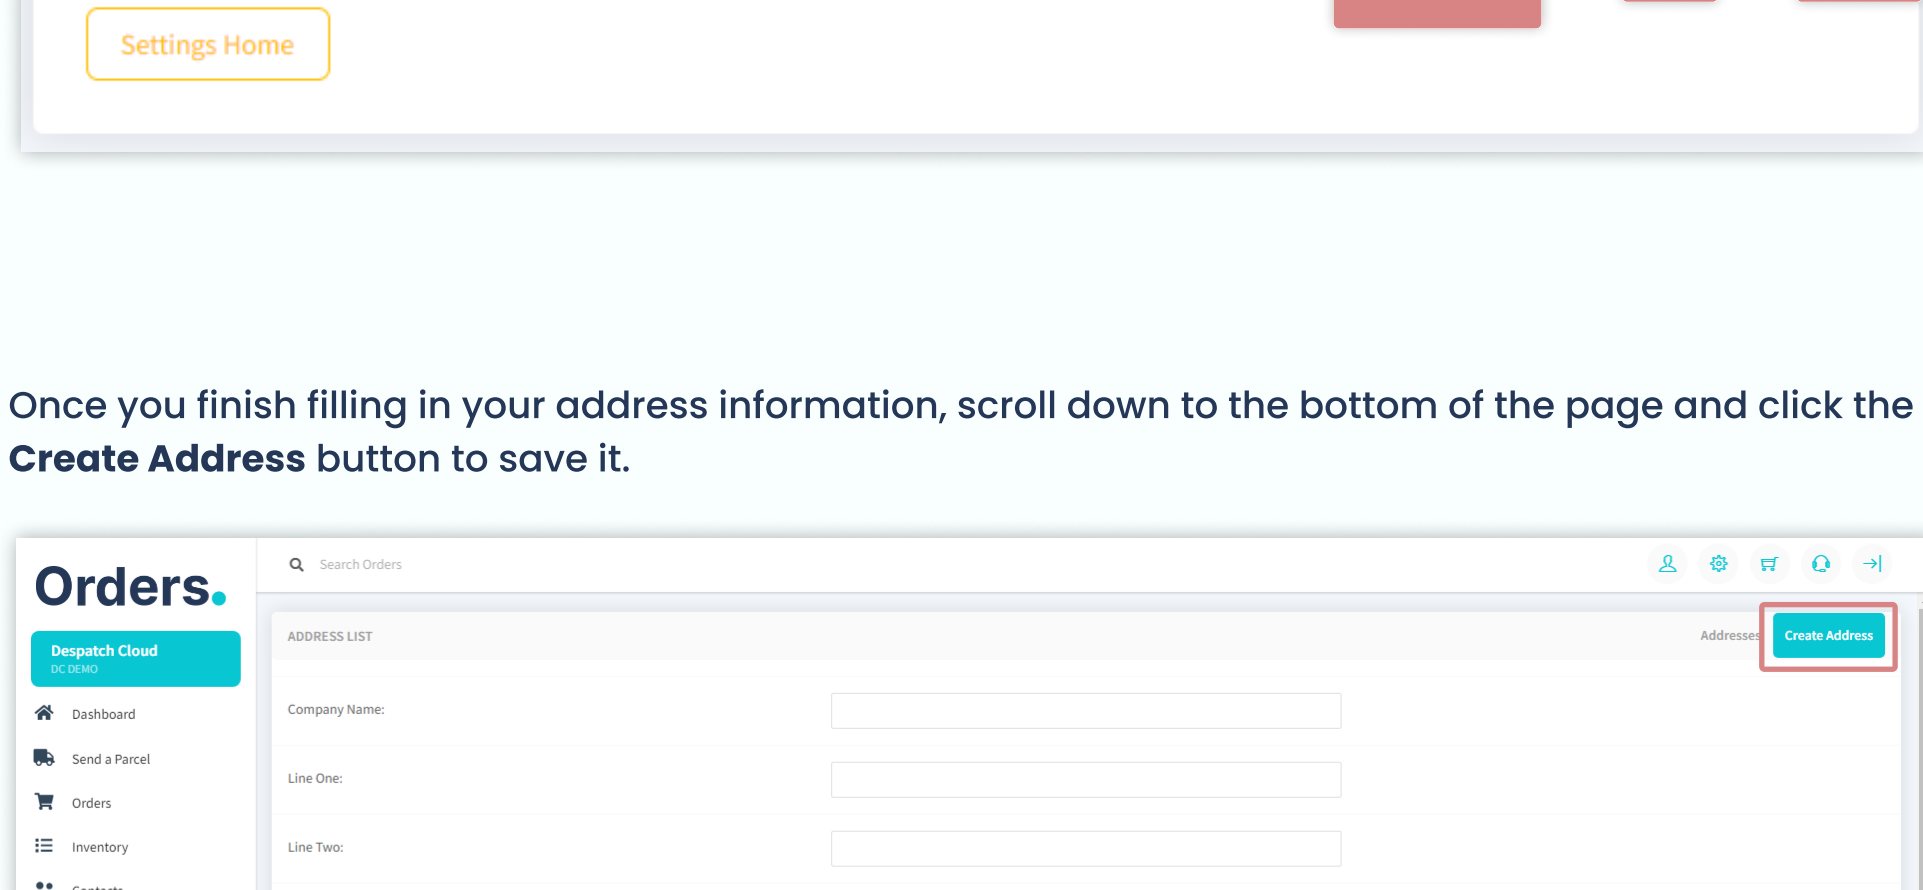 Settings Home
Once you finish filling in your address information, scroll down to the bottom of the page and click the
Create Address button to save it.
Orders.
Search Orders
Despatch Cloud
DC DEMO
ADDRESS LIST
Addresses
Create Address
Dashboard
Company Name:
Send a Parcel
Line One:
Orders
Inventory
Line Two:
Contacts